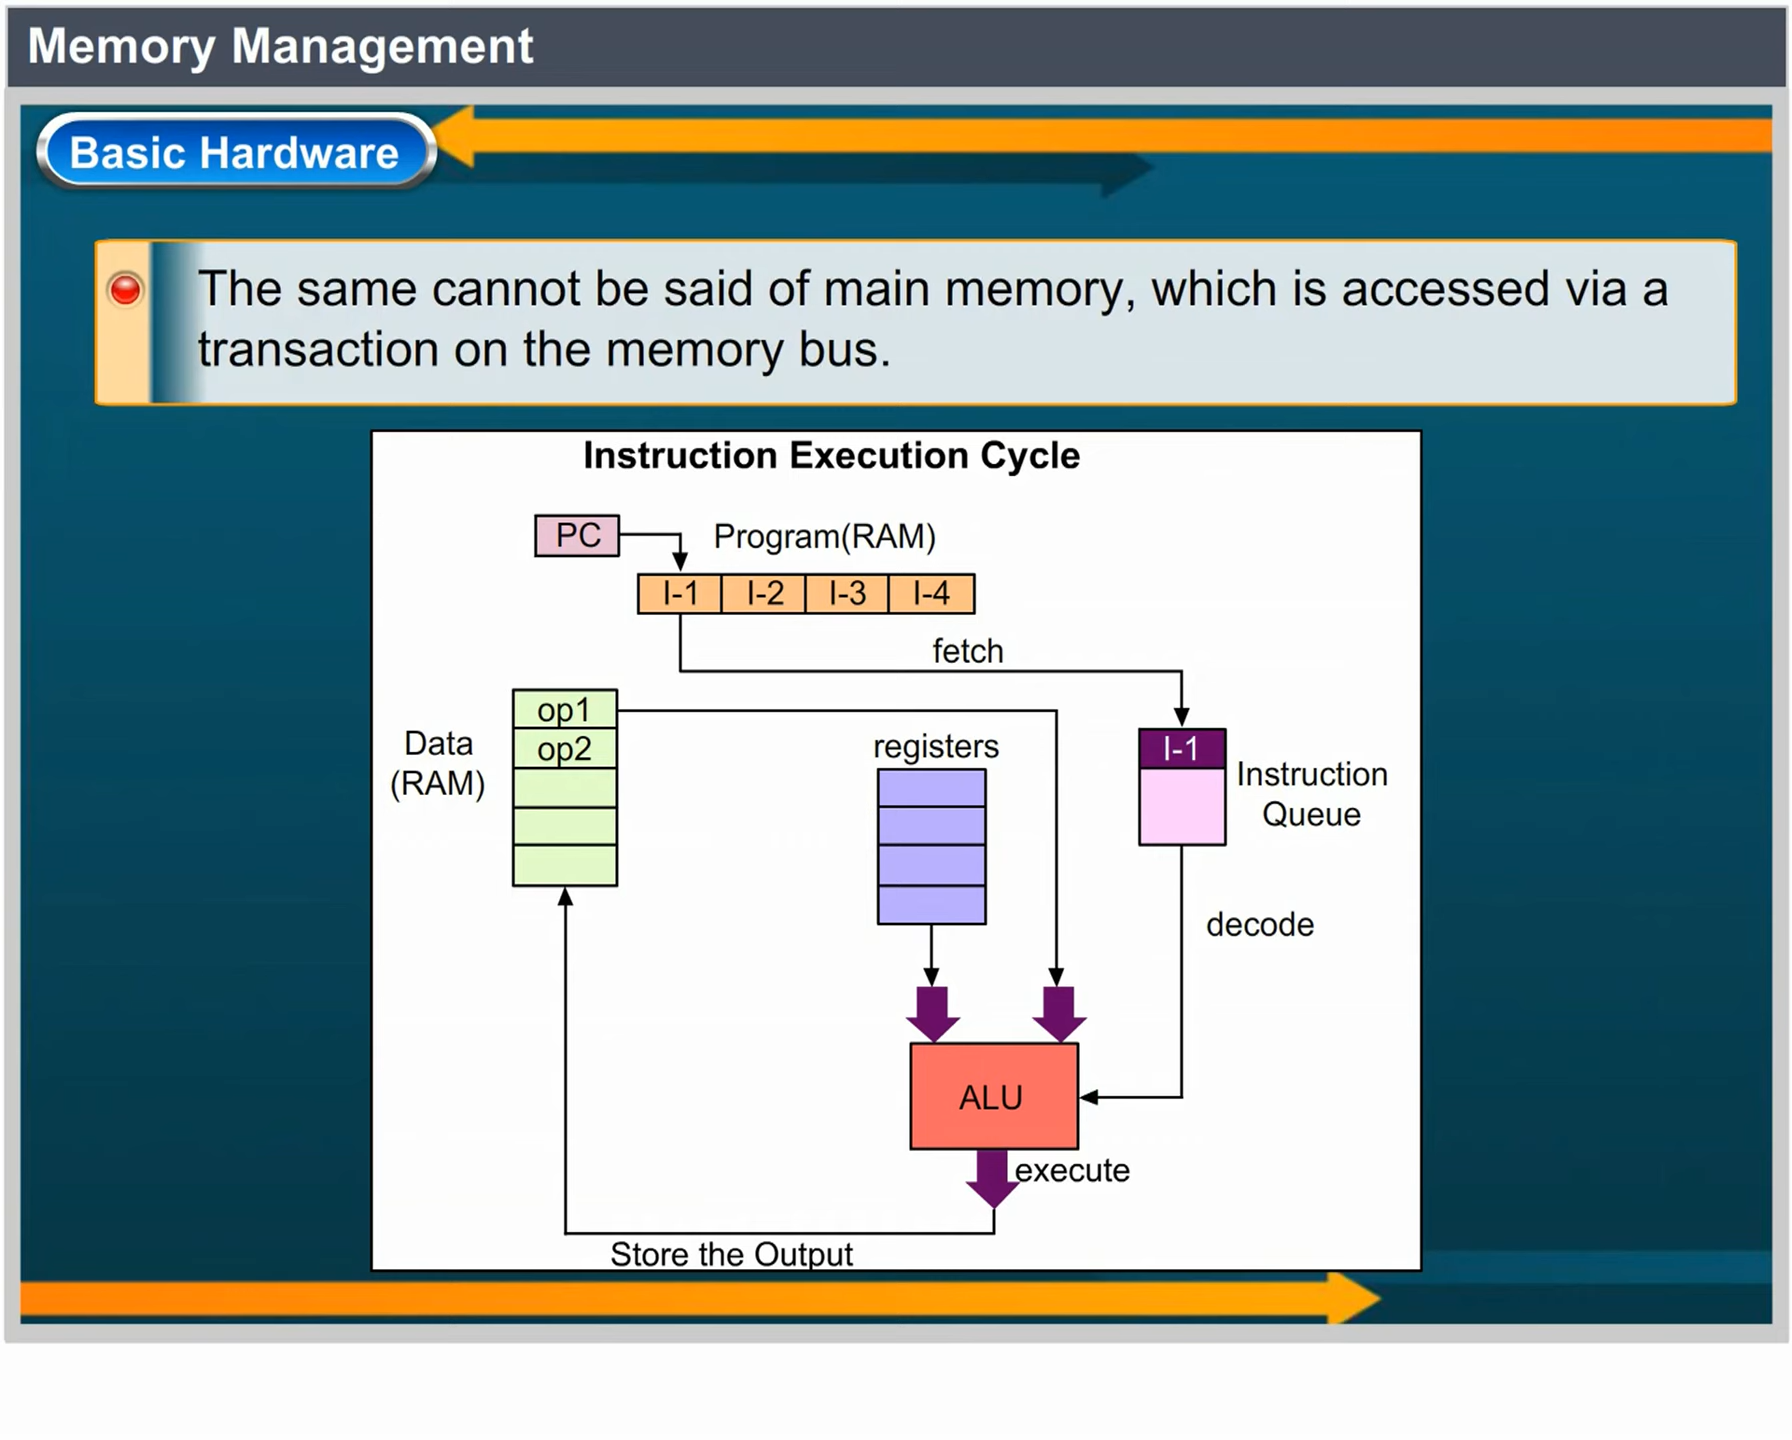 Memory Management
Basic Hardware
The same cannot be said of main memory, which is accessed via a
transaction on the memory bus.
Instruction Execution Cycle
PC
Program(RAM)
I-1 I-2 I-3 I-4
fetch
op1
op2
Data
(RAM)
registers
I-1
Instruction
Queue
decode
ALU
execute
Store the Output